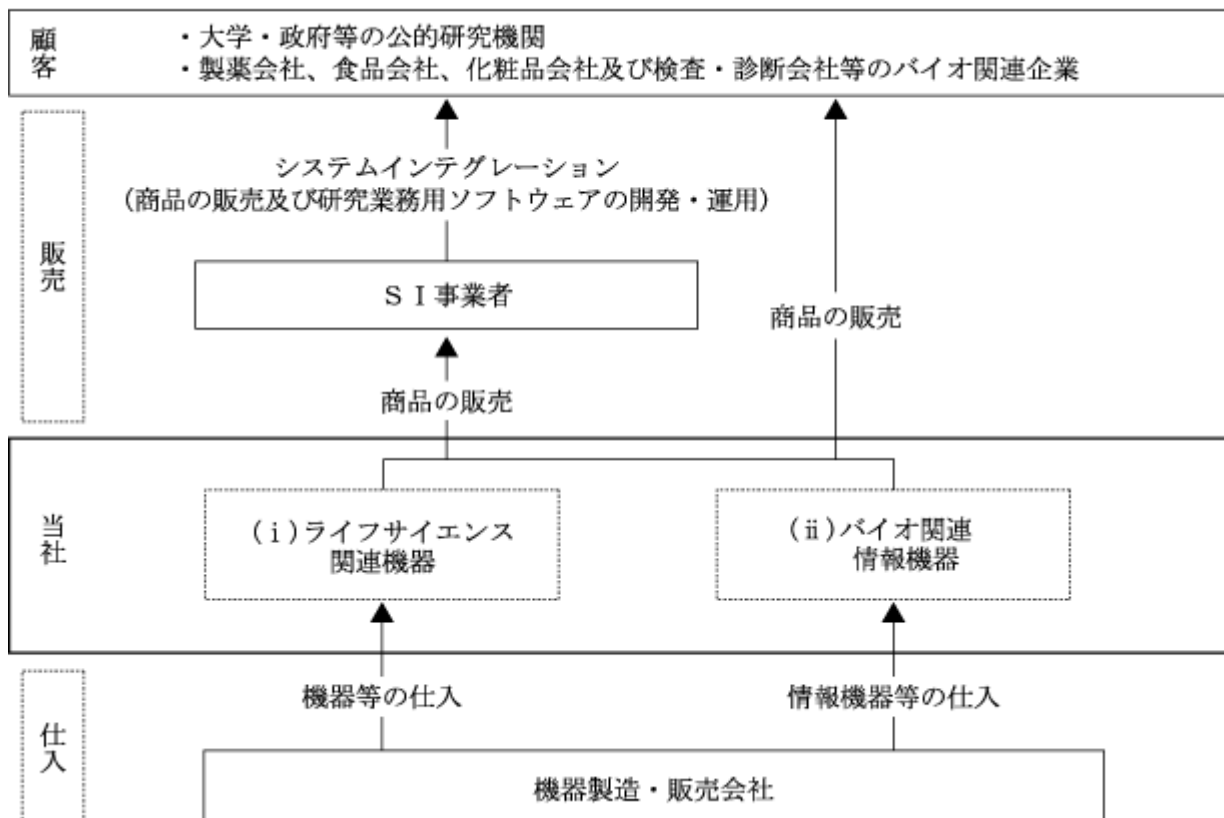 顧客
・大学・政府等の公的研究機関
・製薬会社、食品会社、化粧品会社及び検査・診断会社等のバイオ関連企業
販売
システムインテグレーション
(商品の販売及び研究業務用ソフトウェアの開発・運用)
ＳＩ事業者
商品の販売
商品の販売
当社
(ⅰ)ライフサイエンス
関連機器
(ⅱ)バイオ関連
情報機器
仕入
機器等の仕入
情報機器等の仕入
機器製造・販売会社